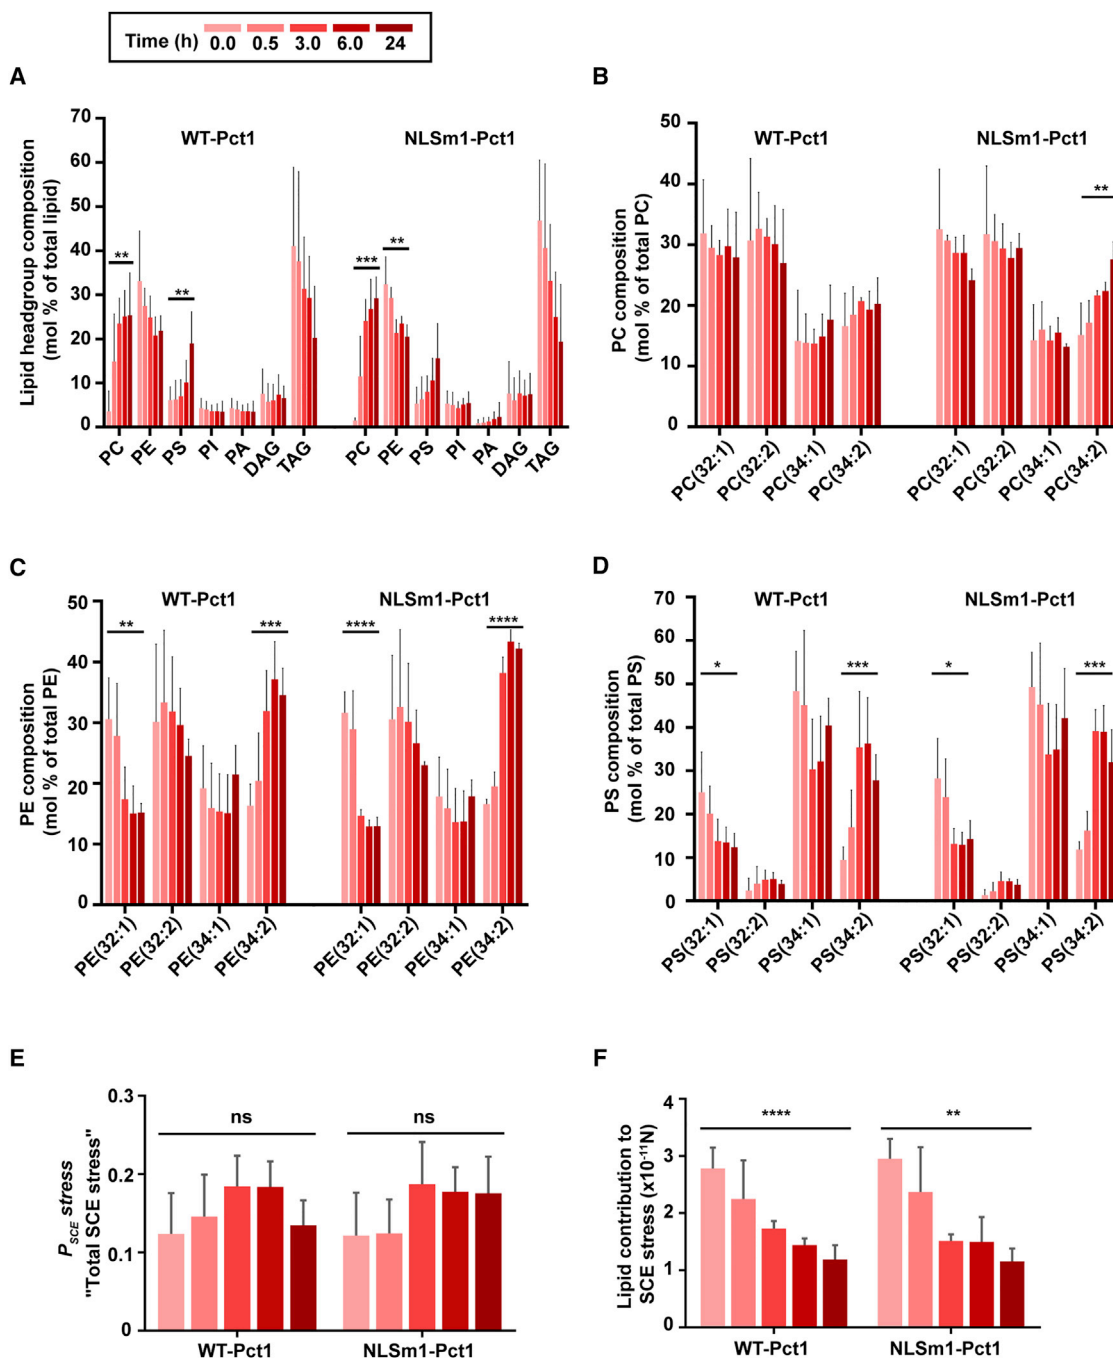 Time (h) 0.0 0.5 3.0 6.0 24
A
WT-Pct1 NLSm1-Pct1
Lipid headgroup composition
(mol % of total lipid)
70
60
50
40
30
20
10
0
** ** *** **
PC PE PS PI PA DAG TAG PC PE PS PI PA DAG TAG
B
WT-Pct1 NLSm1-Pct1
PC composition
(mol % of total PC)
50
40
30
20
10
0
**
PC(32:1) PC(32:2) PC(34:1) PC(34:2) PC(32:1) PC(32:2) PC(34:1) PC(34:2)
C
WT-Pct1 NLSm1-Pct1
PE composition
(mol % of total PE)
50
40
30
20
10
0
** *** **** ****
PE(32:1) PE(32:2) PE(34:1) PE(34:2) PE(32:1) PE(32:2) PE(34:1) PE(34:2)
D
WT-Pct1 NLSm1-Pct1
PS composition
(mol % of total PS)
70
60
50
40
30
20
10
0
* *** * ***
PS(32:1) PS(32:2) PS(34:1) PS(34:2) PS(32:1) PS(32:2) PS(34:1) PS(34:2)
E
PSCE stress
"Total SCE stress"
0.3
0.2
0.1
0
ns ns
WT-Pct1 NLSm1-Pct1
F
Lipid contribution to
SCE stress (x10-11N)
4
3
2
1
0
**** **
WT-Pct1 NLSm1-Pct1